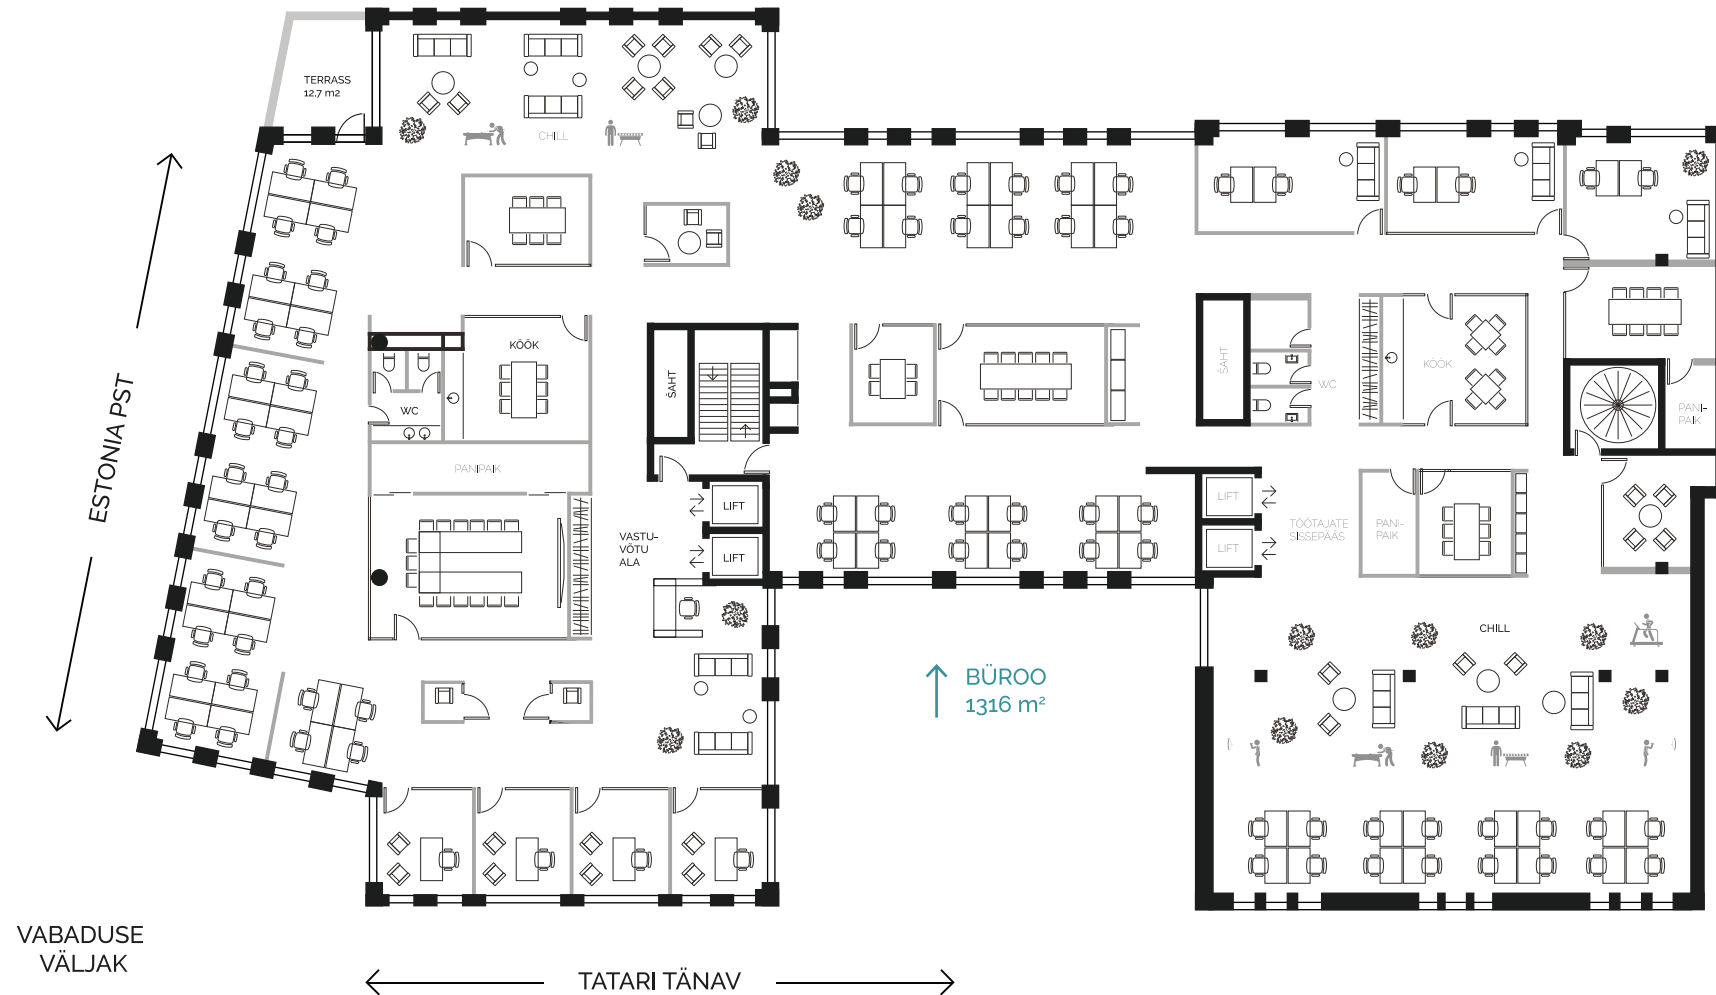 TERRASS
12,7 m2
CHILL
ESTONIA PST
KÖÖK
ŠAHT
WC
PANIPAIK
LIFT
LIFT
VASTU-
VÕTU
ALA
ŠAHT
WC
KÖÖK
PANI-
PAIK
LIFT
LIFT
TÖÖTAJATE
SISSEPÄÄS
PANI-
PAIK
CHILL
BÜROO
1316 m²
VABADUSE
VÄLJAK
TATARI TÄNAV